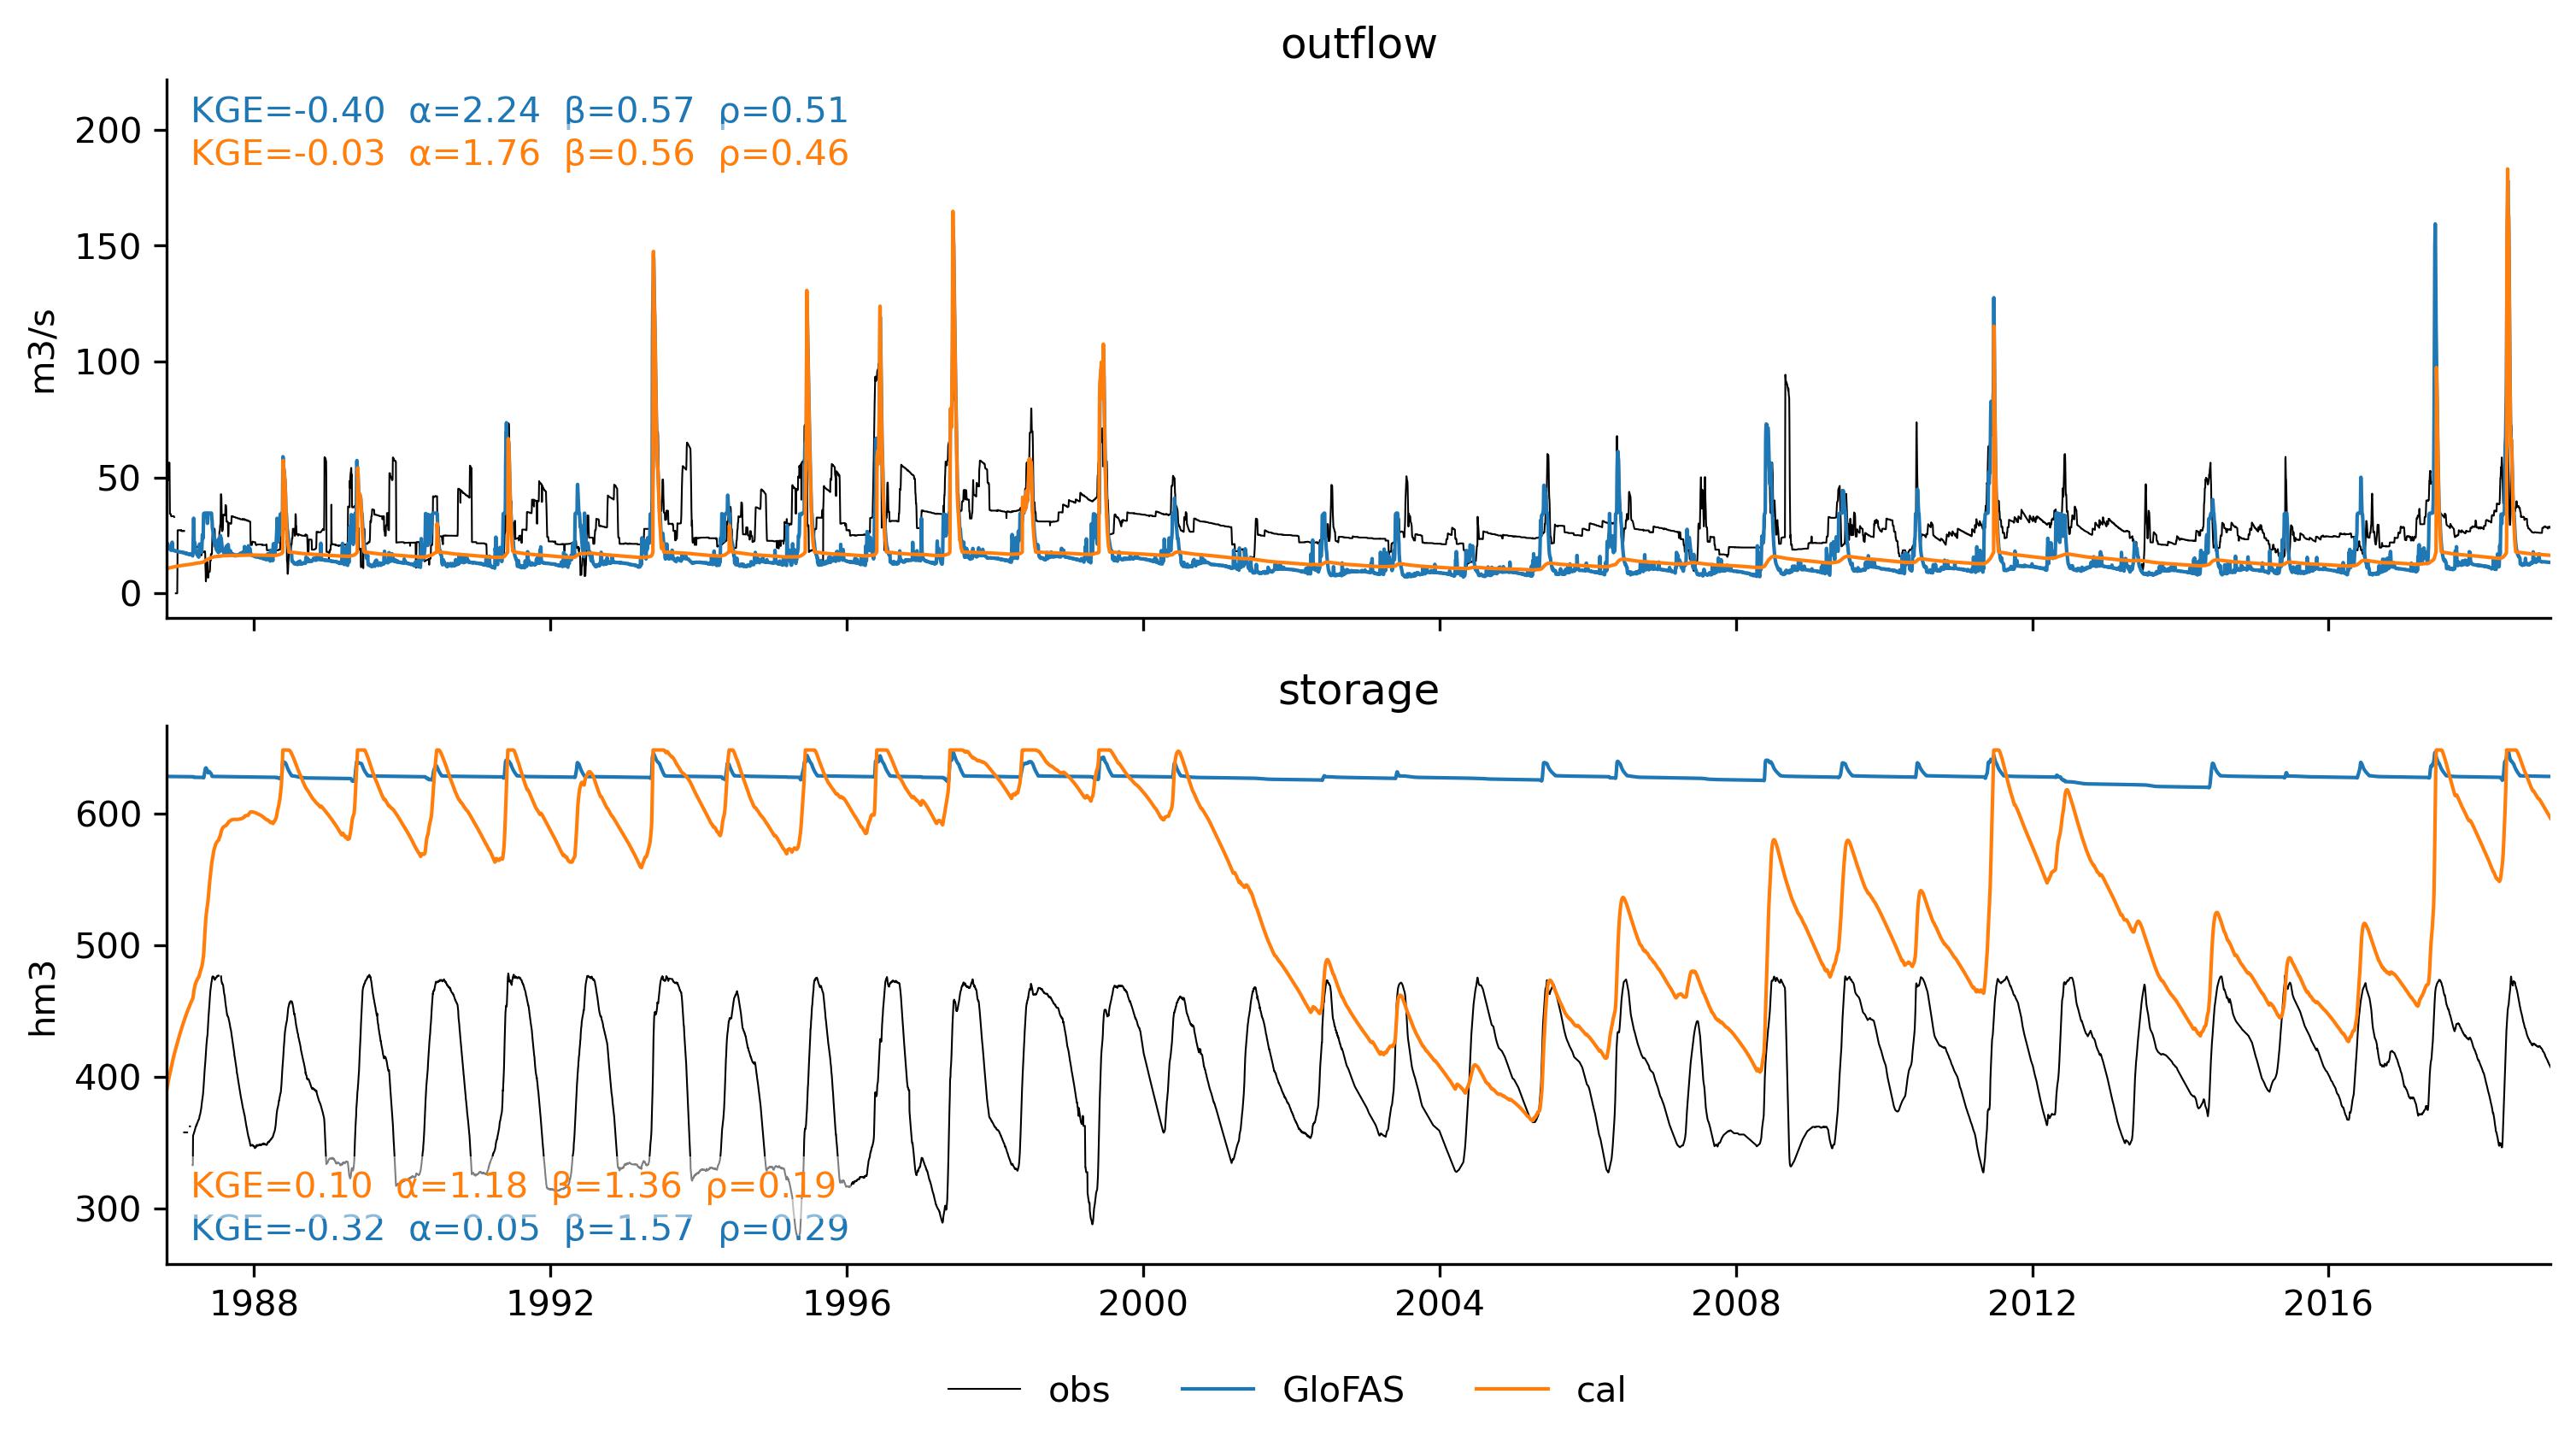 outflow
KGE=-0.40 α=2.24 β=0.57 ρ=0.51
KGE=-0.03 α=1.76 β=0.56 ρ=0.46
200
150
100
50
0
m3/s
storage
600
500
400
300
hm3
KGE=0.10 α=1.18 β=1.36 ρ=0.19
KGE=-0.32 α=0.05 β=1.57 ρ=0.29
1988 1992 1996 2000 2004 2008 2012 2016
obs GloFAS cal